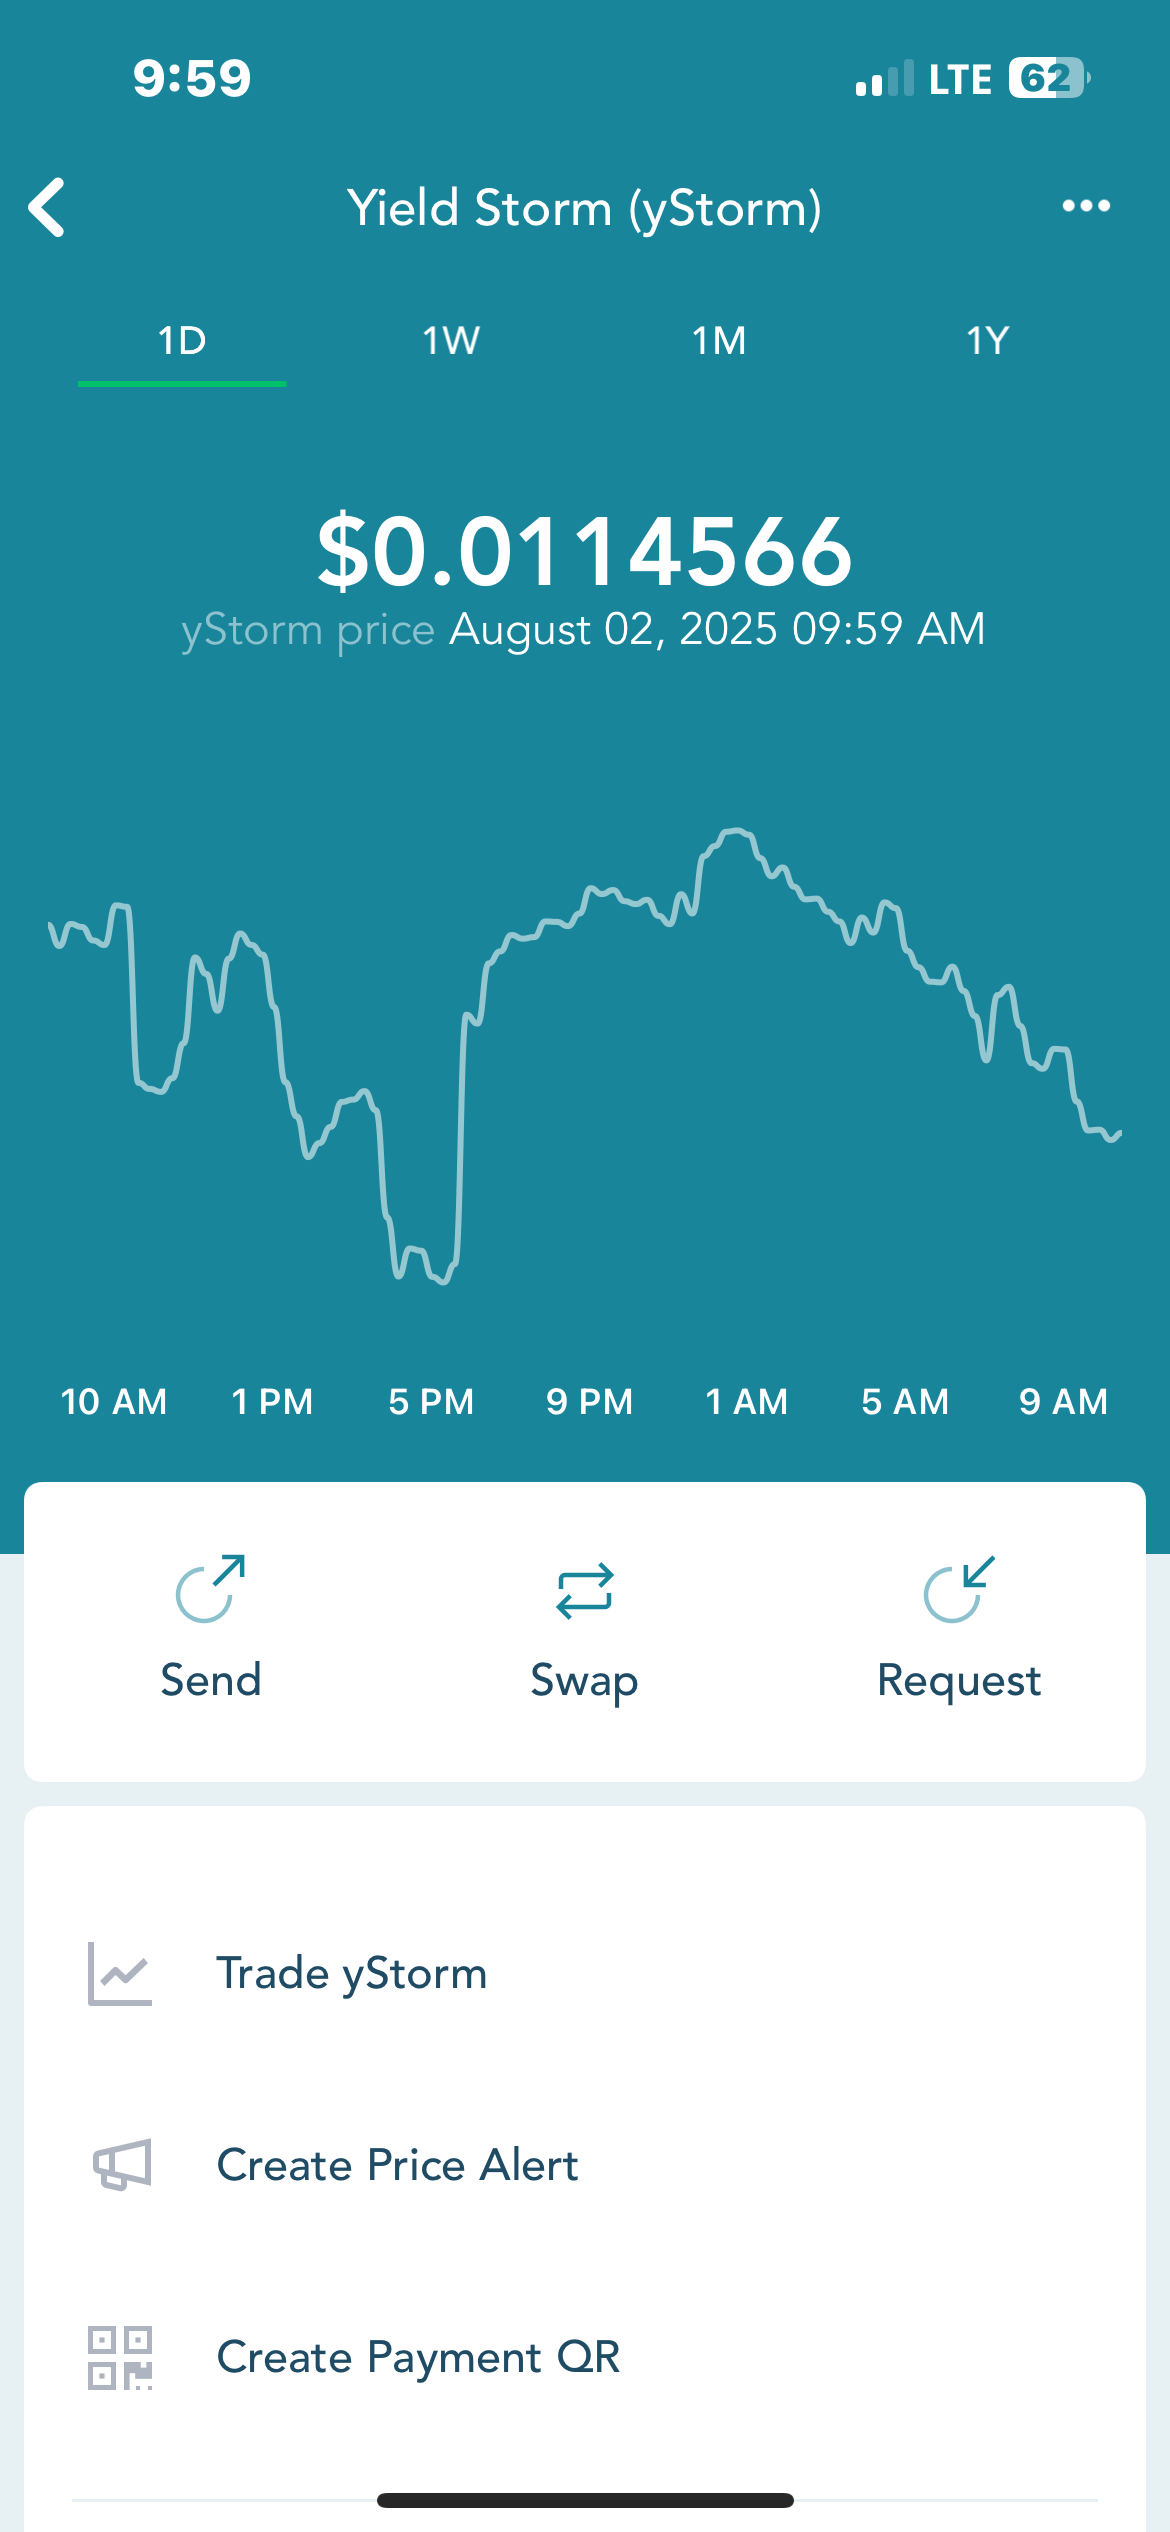 9:59 LTE 62
Yield Storm (yStorm)
1D 1W 1M 1Y
$0.0114566
yStorm price August 02, 2025 09:59 AM
10 AM 1 PM 5 PM 9 PM 1 AM 5 AM 9 AM
Send Swap Request
Trade yStorm
Create Price Alert
Create Payment QR